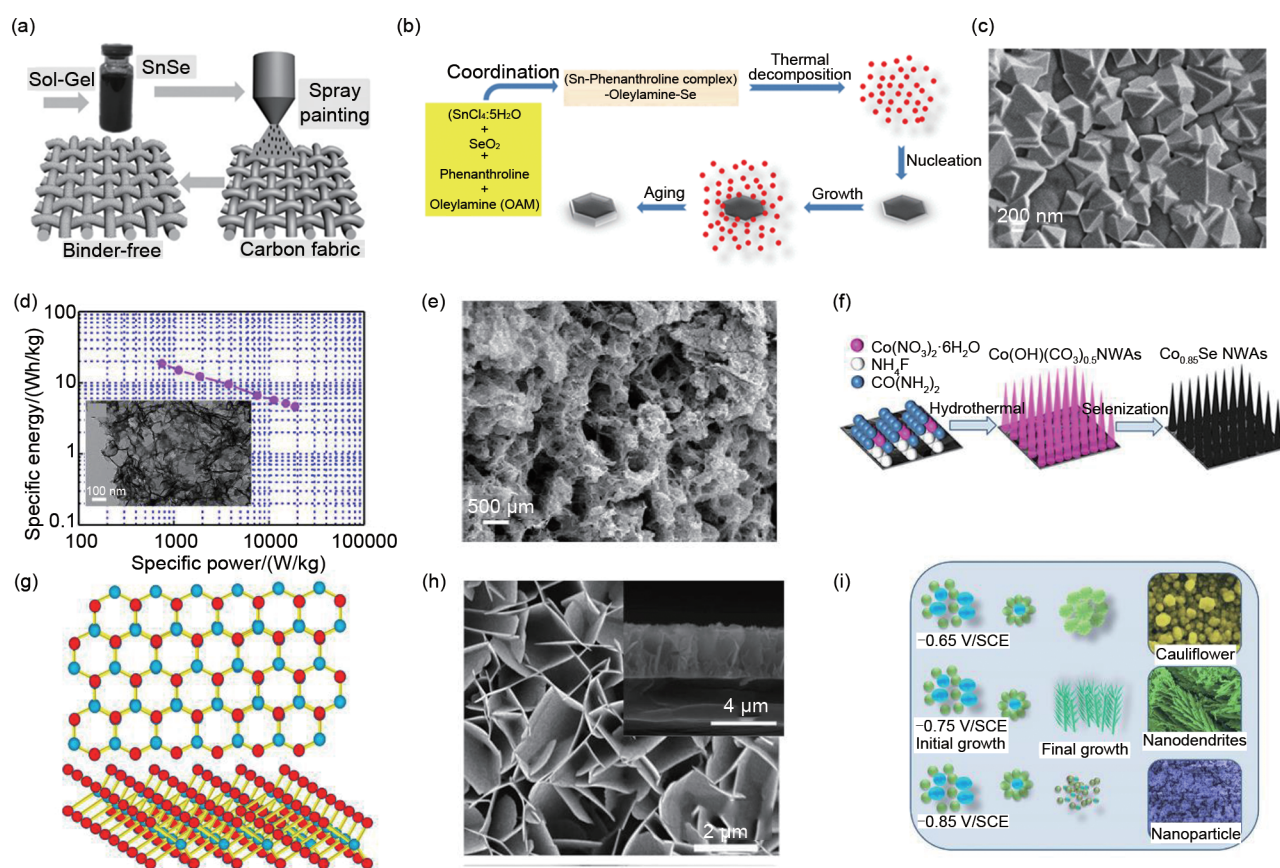 (a)
Sol-Gel
SnSe
Spray
painting
Binder-free
Carbon fabric
(b)
Coordination
(Sn-Phenanthroline complex)
-Oleylamine-Se
Thermal
decomposition
(SnCl₄:5H₂O
+
SeO₂
+
Phenanthroline
+
Oleylamine (OAM)
Nucleation
Growth
Aging
(c)
200 nm
(d)
Specific energy/(Wh/kg)
100
10
1
0.1
100 nm
100
1000
10000
100000
Specific power/(W/kg)
(e)
500 μm
(f)
Co(NO₃)₂·6H₂O
NH₄F
CO(NH₂)₂
Hydrothermal
Co(OH)(CO₃)₀.₅NWAs
Selenization
Co₀.₈₅Se NWAs
(g)
(h)
4 μm
2 μm
(i)
−0.65 V/SCE
Cauliflower
−0.75 V/SCE
Initial growth
Final growth
Nanodendrites
−0.85 V/SCE
Nanoparticle